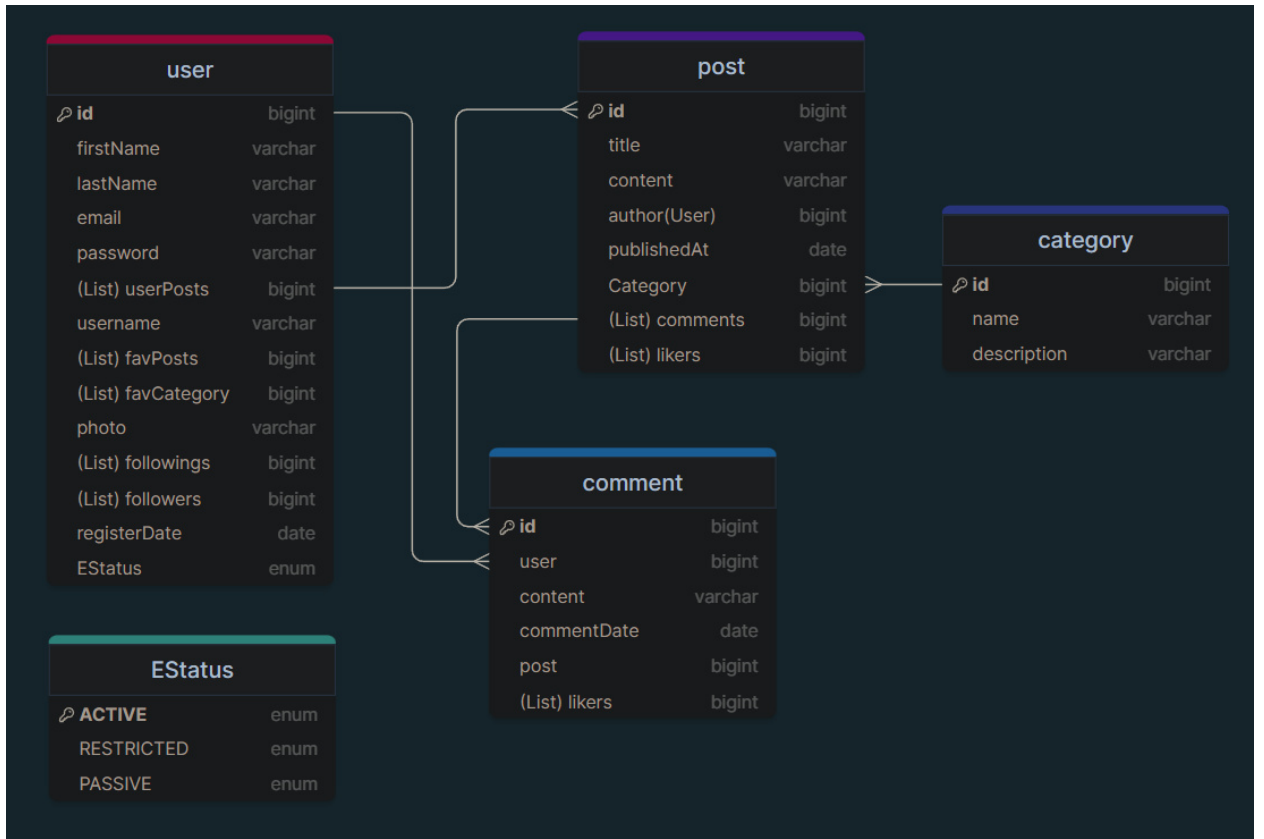 user
id bigint
firstName varchar
lastName varchar
email varchar
password varchar
(List) userPosts bigint
username varchar
(List) favPosts bigint
(List) favCategory bigint
photo varchar
(List) followings bigint
(List) followers bigint
registerDate date
EStatus enum
post
id bigint
title varchar
content varchar
author(User) bigint
publishedAt date
Category bigint
(List) comments bigint
(List) likers bigint
category
id bigint
name varchar
description varchar
comment
id bigint
user bigint
content varchar
commentDate date
post bigint
(List) likers bigint
EStatus
ACTIVE enum
RESTRICTED enum
PASSIVE enum